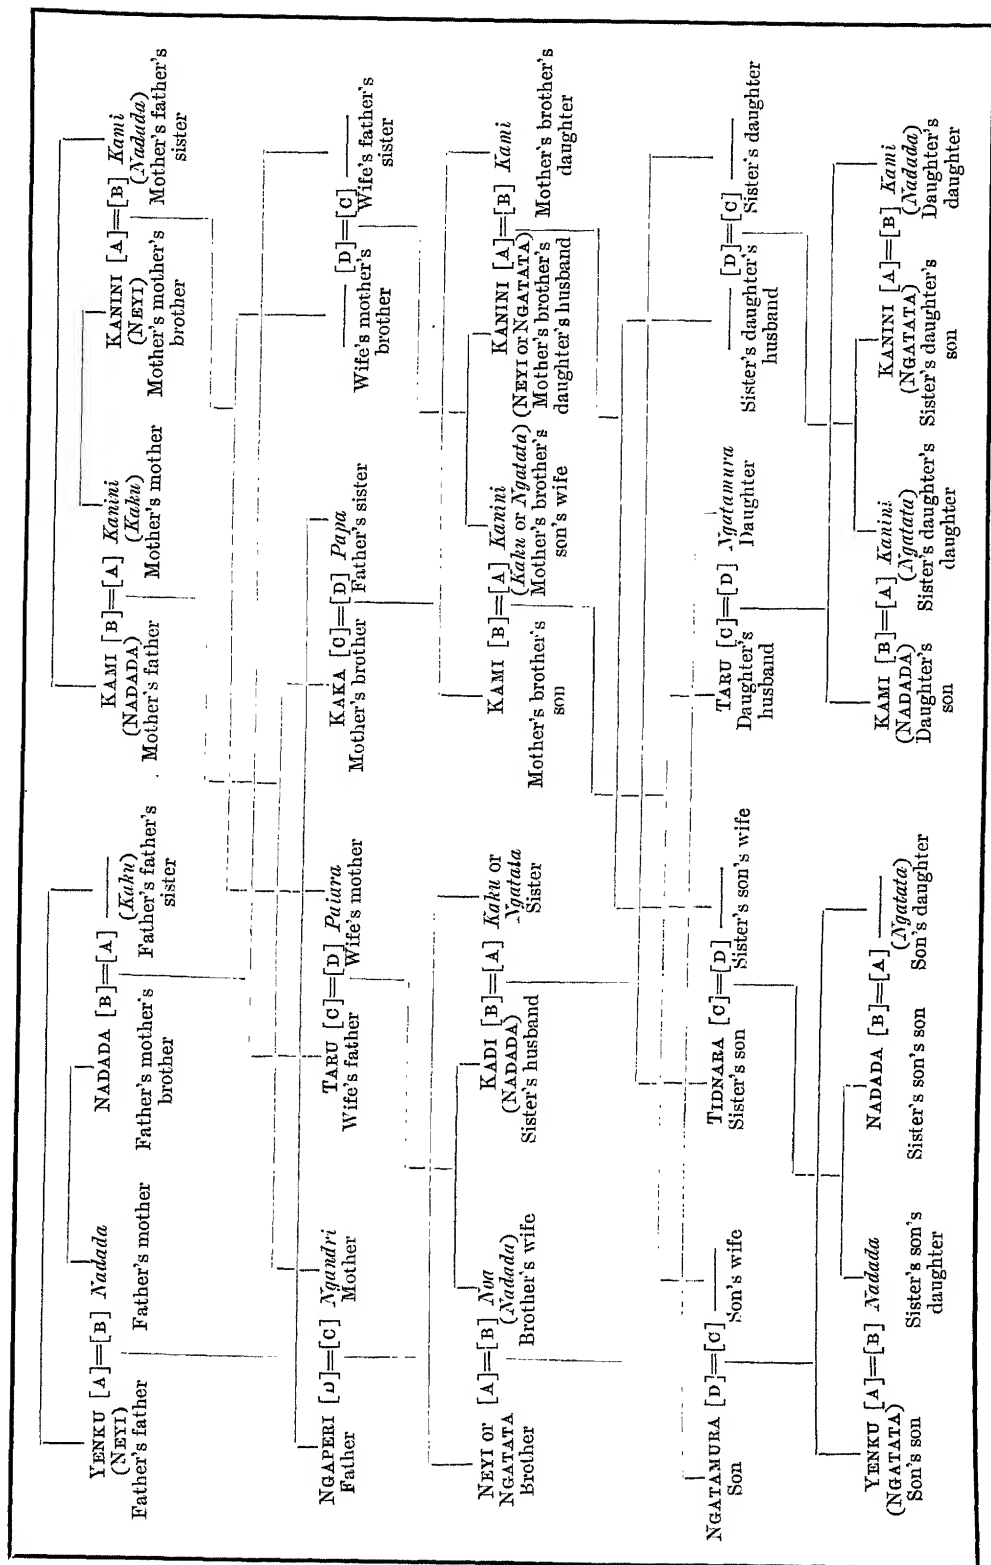 YENKU [A]=[B] Nadada
(NEYI)
Father's father
Father's mother
NADADA [B]=[A] ———
(Kaku)
Father's mother's
brother
Father's father's
sister
KAMI [B]=[A] Kanini
(NADADA)
(Kaku)
Mother's father
Mother's mother
KANINI [A]=[B] Kami
(NEYI)
(Nadada)
Mother's mother's
brother
Mother's father's
sister
NGAPERI [D]=[C] Ngandri
Father
Mother
TARU [C]=[D] Paiara
Wife's father
Wife's mother
KAKA [C]=[D] Papa
Mother's brother
Father's sister
——— [D]=[C] ———
Wife's mother's
brother
Wife's father's
sister
NEYI or [A]=[B] Noa
NGATATA
(Nadada)
Brother
Brother's wife
KADI [B]=[A] Kaku or
(NADADA)
Ngatata
Sister's husband
Sister
KAMI [B]=[A] Kanini
(Kaku or Ngatata)
Mother's brother's
son
Mother's brother's
son's wife
KANINI [A]=[B] Kami
(NEYI or NGATATA)
Mother's brother's
daughter's husband
Mother's brother's
daughter
NGATAMURA [D]=[C] ———
Son
Son's wife
TIDNARA [C]=[D] ———
Sister's son
Sister's son's wife
TARU [C]=[D] Ngatamura
Daughter's
husband
Daughter
——— [D]=[C] ———
Sister's daughter's
husband
Sister's daughter
YENKU [A]=[B] Nadada
(NGATATA)
Son's son
Sister's son's
daughter
NADADA [B]=[A] ———
(Ngatata)
Sister's son's son
Son's daughter
KAMI [B]=[A] Kanini
(NADADA)
(Ngatata)
Daughter's
son
Sister's daughter's
daughter
KANINI [A]=[B] Kami
(NGATATA)
(Nadada)
Sister's daughter's
son
Daughter's
daughter